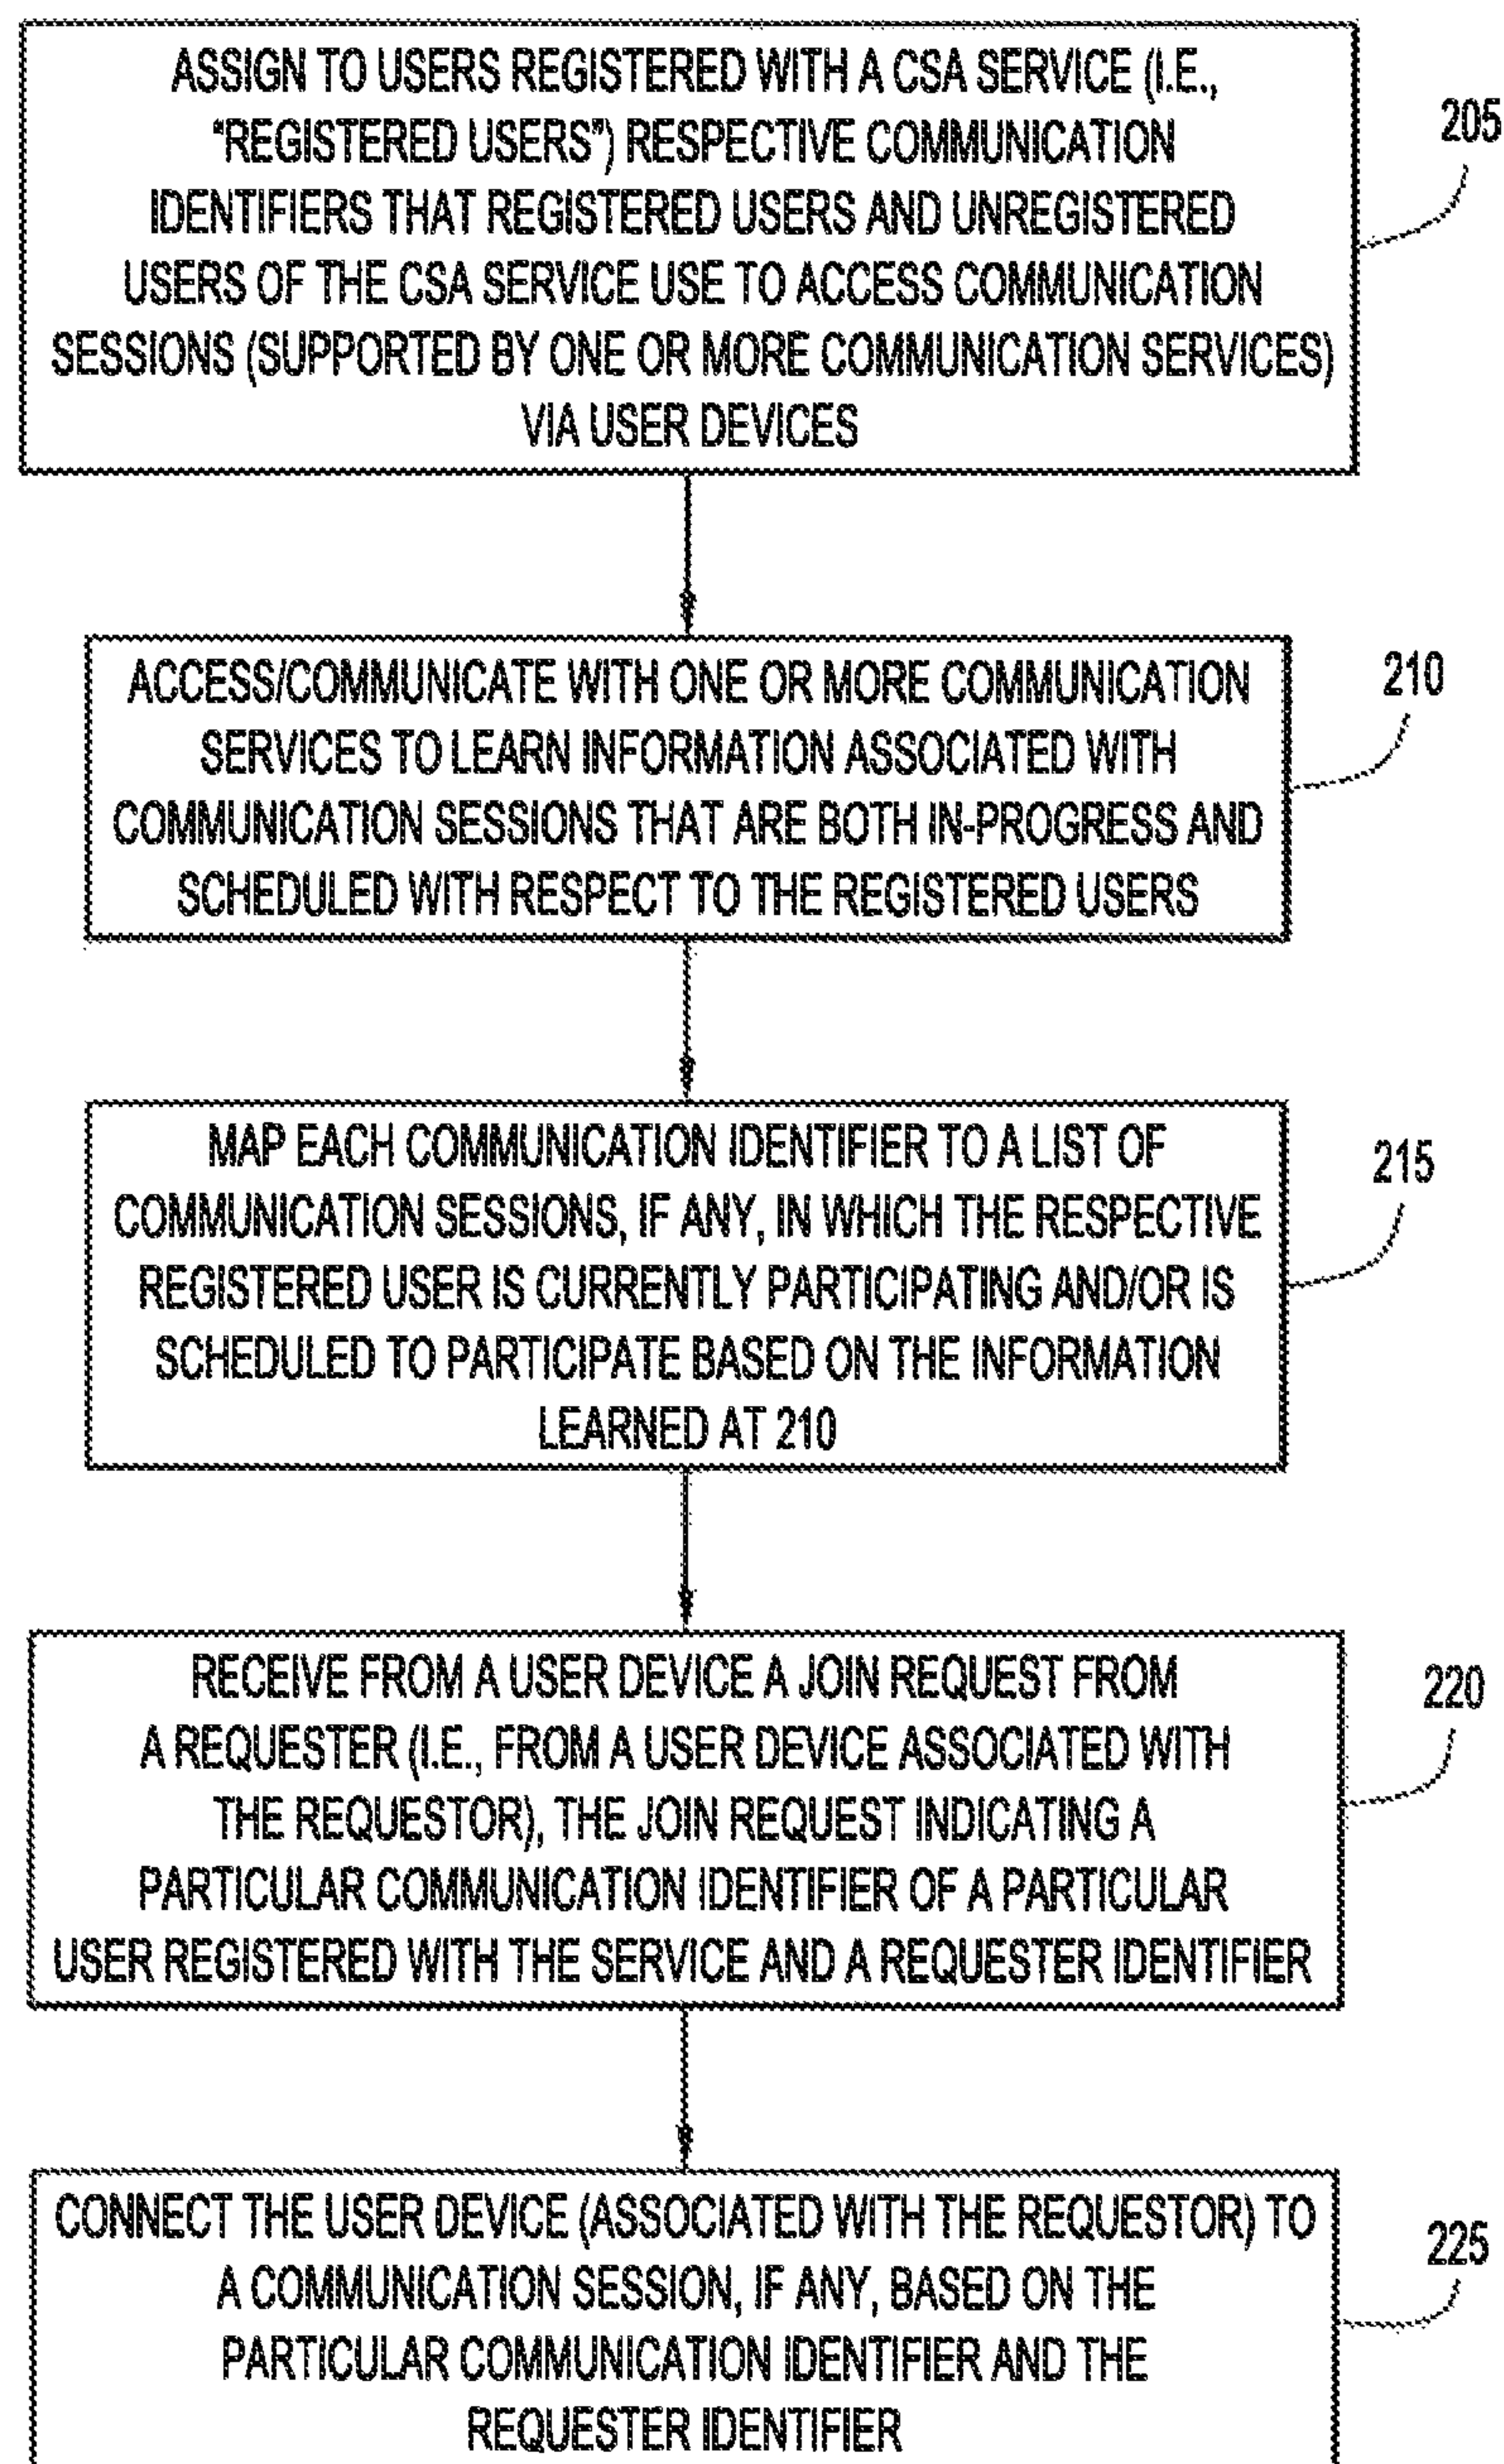 ASSIGN TO USERS REGISTERED WITH A CSA SERVICE (I.E.,
"REGISTERED USERS") RESPECTIVE COMMUNICATION
IDENTIFIERS THAT REGISTERED USERS AND UNREGISTERED
USERS OF THE CSA SERVICE USE TO ACCESS COMMUNICATION
SESSIONS (SUPPORTED BY ONE OR MORE COMMUNICATION SERVICES)
VIA USER DEVICES
205
ACCESS/COMMUNICATE WITH ONE OR MORE COMMUNICATION
SERVICES TO LEARN INFORMATION ASSOCIATED WITH
COMMUNICATION SESSIONS THAT ARE BOTH IN-PROGRESS AND
SCHEDULED WITH RESPECT TO THE REGISTERED USERS
210
MAP EACH COMMUNICATION IDENTIFIER TO A LIST OF
COMMUNICATION SESSIONS, IF ANY, IN WHICH THE RESPECTIVE
REGISTERED USER IS CURRENTLY PARTICIPATING AND/OR IS
SCHEDULED TO PARTICIPATE BASED ON THE INFORMATION
LEARNED AT 210
215
RECEIVE FROM A USER DEVICE A JOIN REQUEST FROM
A REQUESTER (I.E., FROM A USER DEVICE ASSOCIATED WITH
THE REQUESTOR), THE JOIN REQUEST INDICATING A
PARTICULAR COMMUNICATION IDENTIFIER OF A PARTICULAR
USER REGISTERED WITH THE SERVICE AND A REQUESTER IDENTIFIER
220
CONNECT THE USER DEVICE (ASSOCIATED WITH THE REQUESTOR) TO
A COMMUNICATION SESSION, IF ANY, BASED ON THE
PARTICULAR COMMUNICATION IDENTIFIER AND THE
REQUESTER IDENTIFIER
225